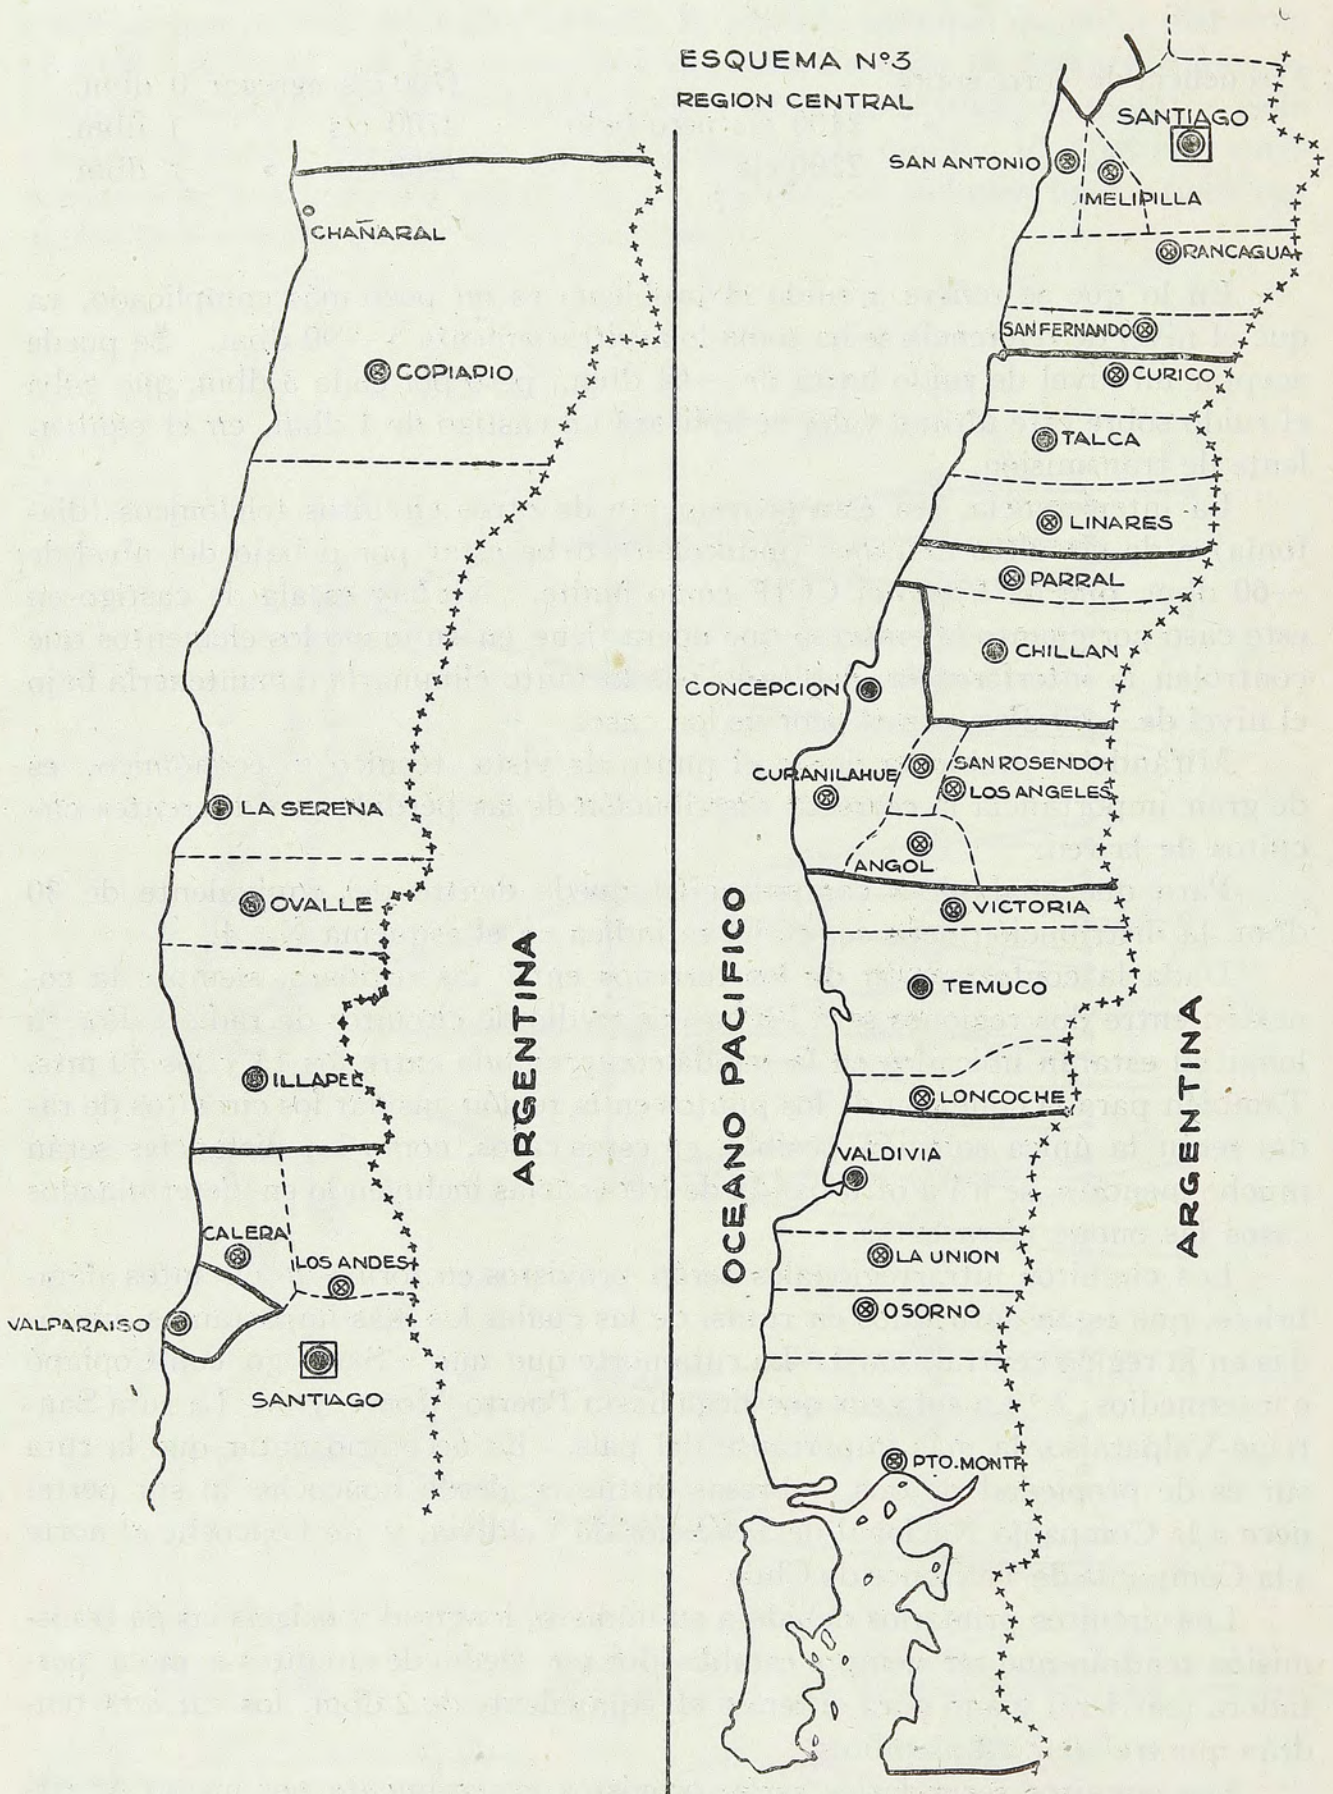 ESQUEMA Nº3
REGION CENTRAL
CHAÑARAL
COPIAPIO
LA SERENA
OVALLE
ILLAPEL
CALERA
LOS ANDES
VALPARAISO
SANTIAGO
ARGENTINA
SANTIAGO
SAN ANTONIO
MELIPILLA
RANCAGUA
SAN FERNANDO
CURICO
TALCA
LINARES
PARRAL
CHILLAN
CONCEPCION
CURANILAHUE
SAN ROSENDO
LOS ANGELES
ANGOL
VICTORIA
TEMUCO
LONCOCHE
VALDIVIA
LA UNION
OSORNO
PTO. MONTT
OCEANO PACIFICO
ARGENTINA